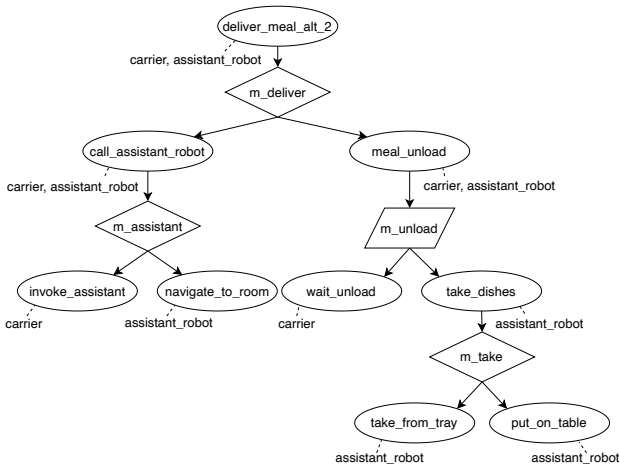 deliver_meal_alt_2
carrier, assistant_robot
m_deliver
call_assistant_robot
meal_unload
carrier, assistant_robot
carrier, assistant_robot
m_assistant
m_unload
invoke_assistant
navigate_to_room
wait_unload
take_dishes
carrier
assistant_robot
carrier
assistant_robot
m_take
take_from_tray
put_on_table
assistant_robot
assistant_robot